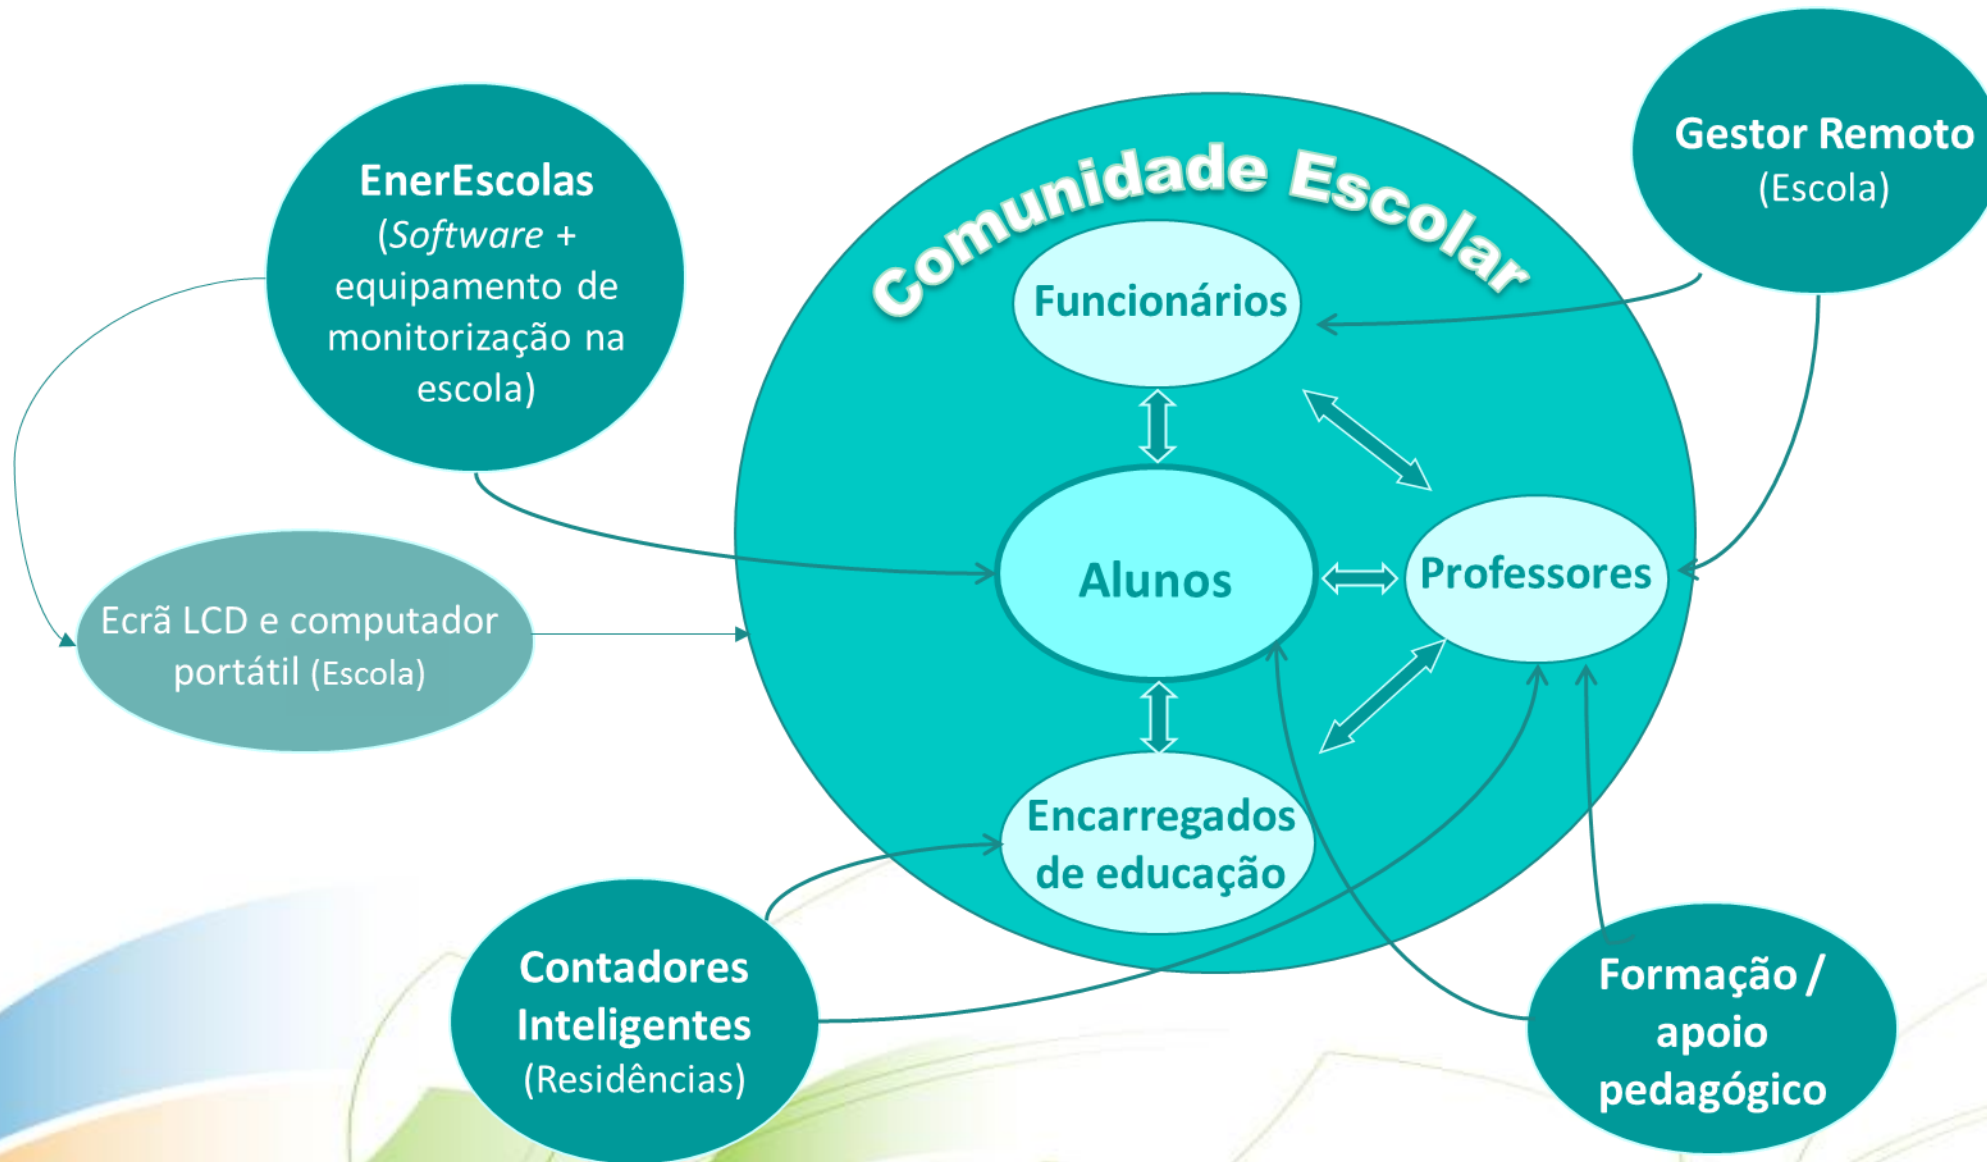 EnerEscolas
(Software +
equipamento de
monitorização na
escola)
Comunidade Escolar
Gestor Remoto
(Escola)
Funcionários
Alunos
Professores
Ecrã LCD e computador
portátil (Escola)
Encarregados
de educação
Contadores
Inteligentes
(Residências)
Formação /
apoio
pedagógico